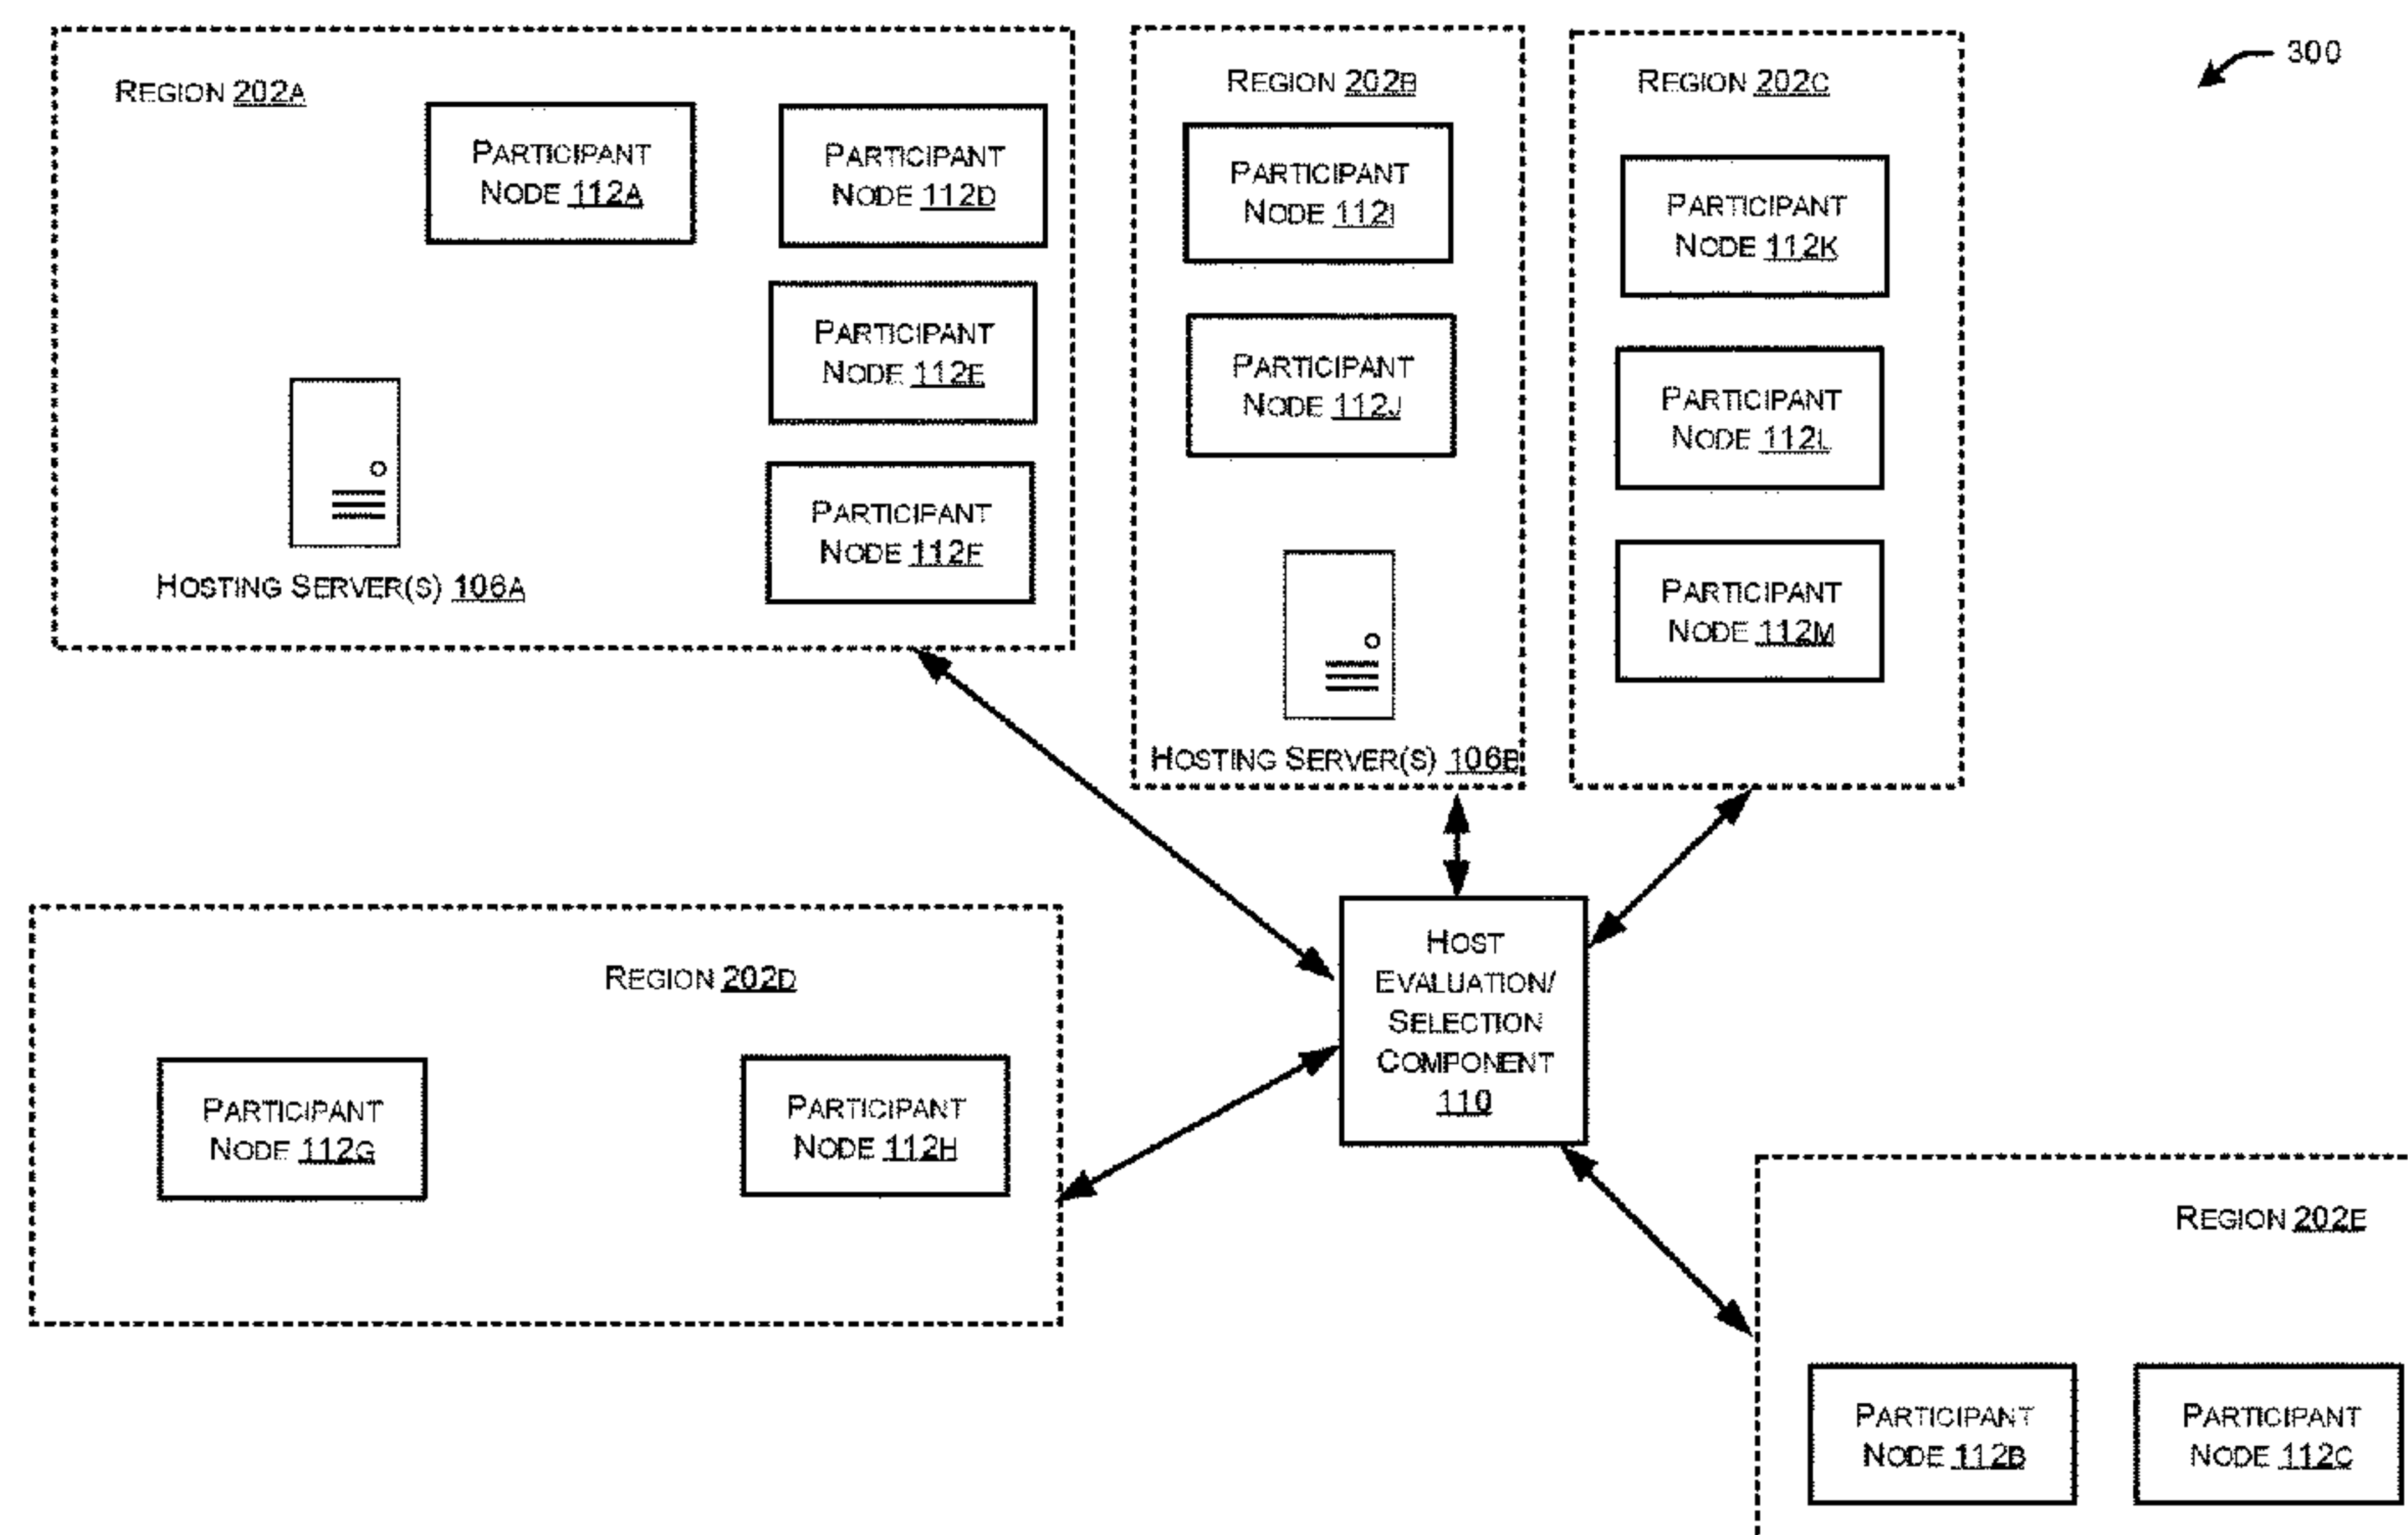 300
REGION 202A
PARTICIPANT
NODE 112A
PARTICIPANT
NODE 112D
PARTICIPANT
NODE 112E
PARTICIPANT
NODE 112F
HOSTING SERVER(S) 106A
REGION 202B
PARTICIPANT
NODE 112I
PARTICIPANT
NODE 112J
HOSTING SERVER(S) 106B
REGION 202C
PARTICIPANT
NODE 112K
PARTICIPANT
NODE 112L
PARTICIPANT
NODE 112M
REGION 202D
PARTICIPANT
NODE 112G
PARTICIPANT
NODE 112H
HOST
EVALUATION/
SELECTION
COMPONENT
110
REGION 202E
PARTICIPANT
NODE 112B
PARTICIPANT
NODE 112C